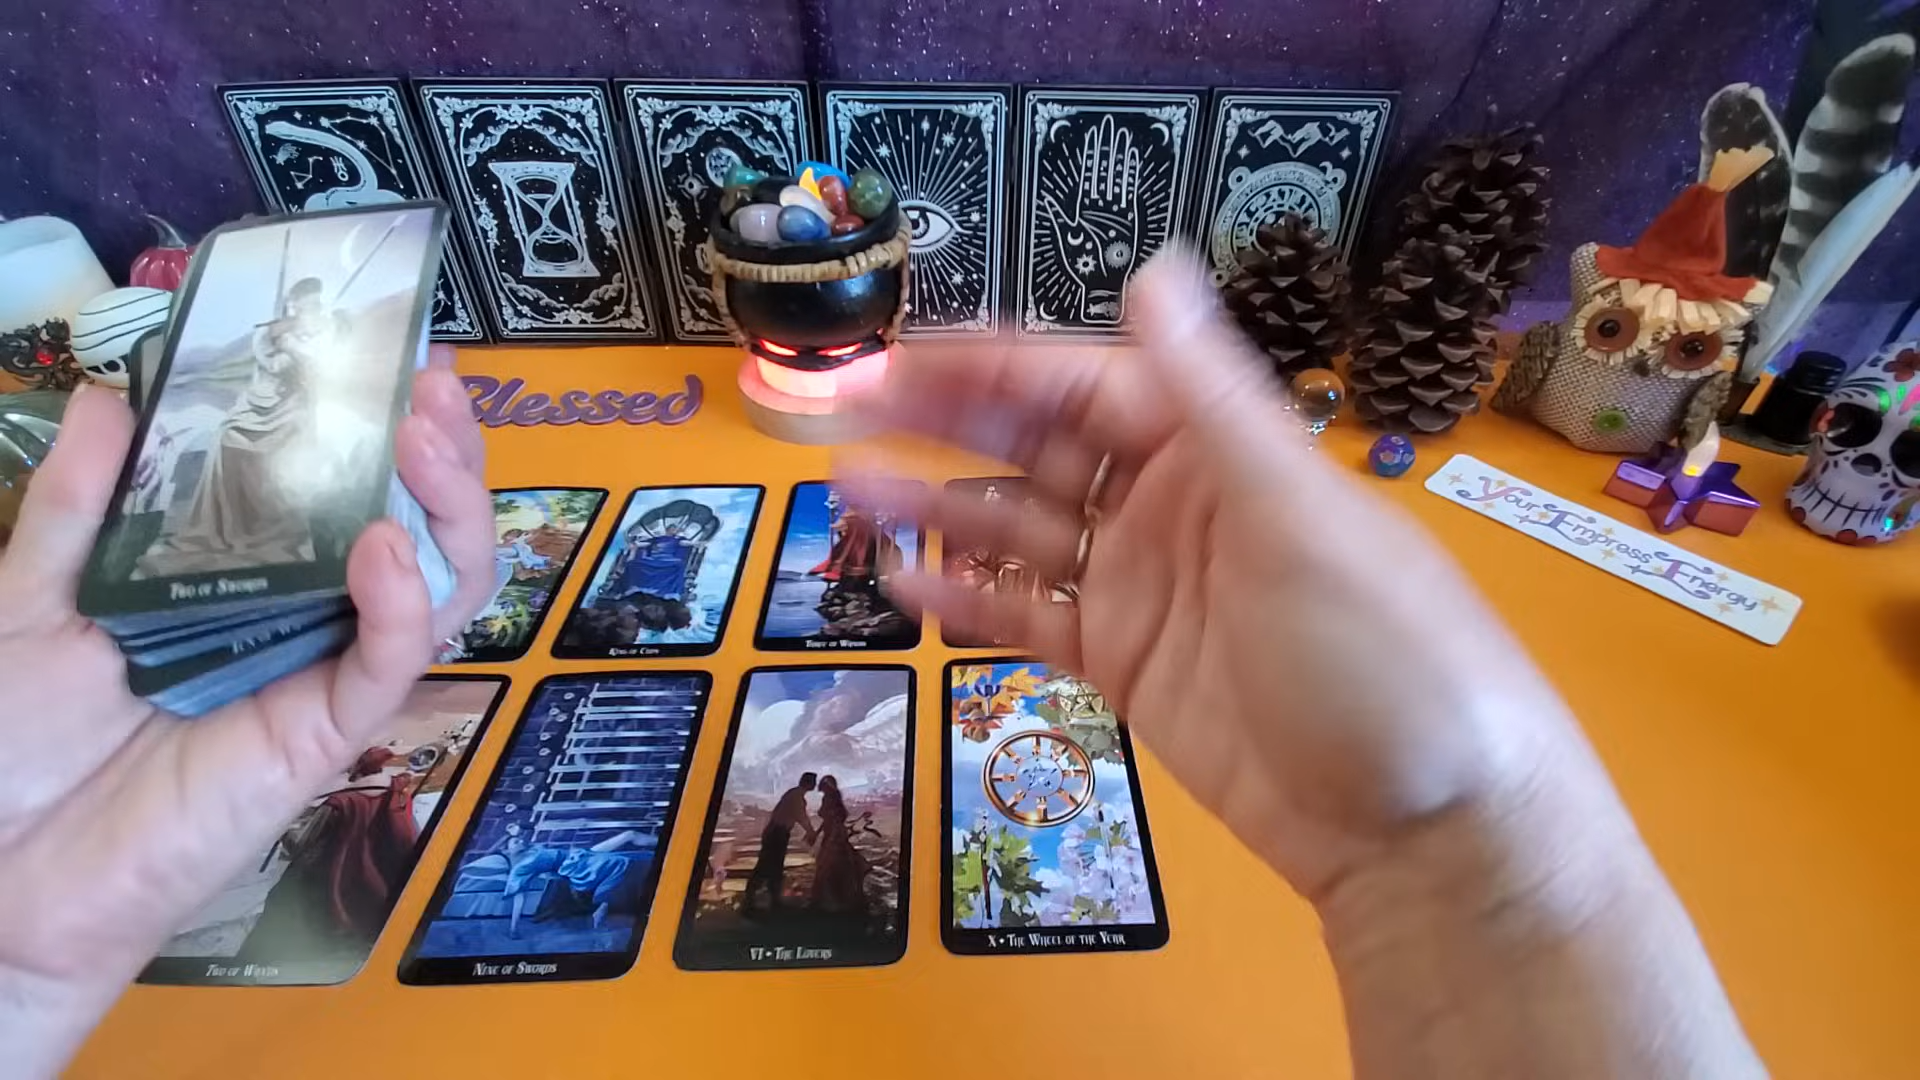 Blessed
Your Empress Energy
Two of Swords
King of Cups
Three of Wands
Two of Wands
Nine of Swords
VI • The Lovers
X • The Wheel of the Year